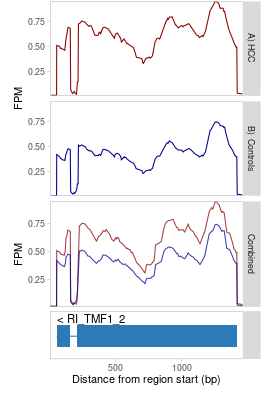 0.75
0.50
0.25
A) HCC
FPM
0.75
0.50
0.25
B) Controls
0.75
0.50
0.25
FPM
Combined
< RI_TMF1_2
500
1000
Distance from region start (bp)